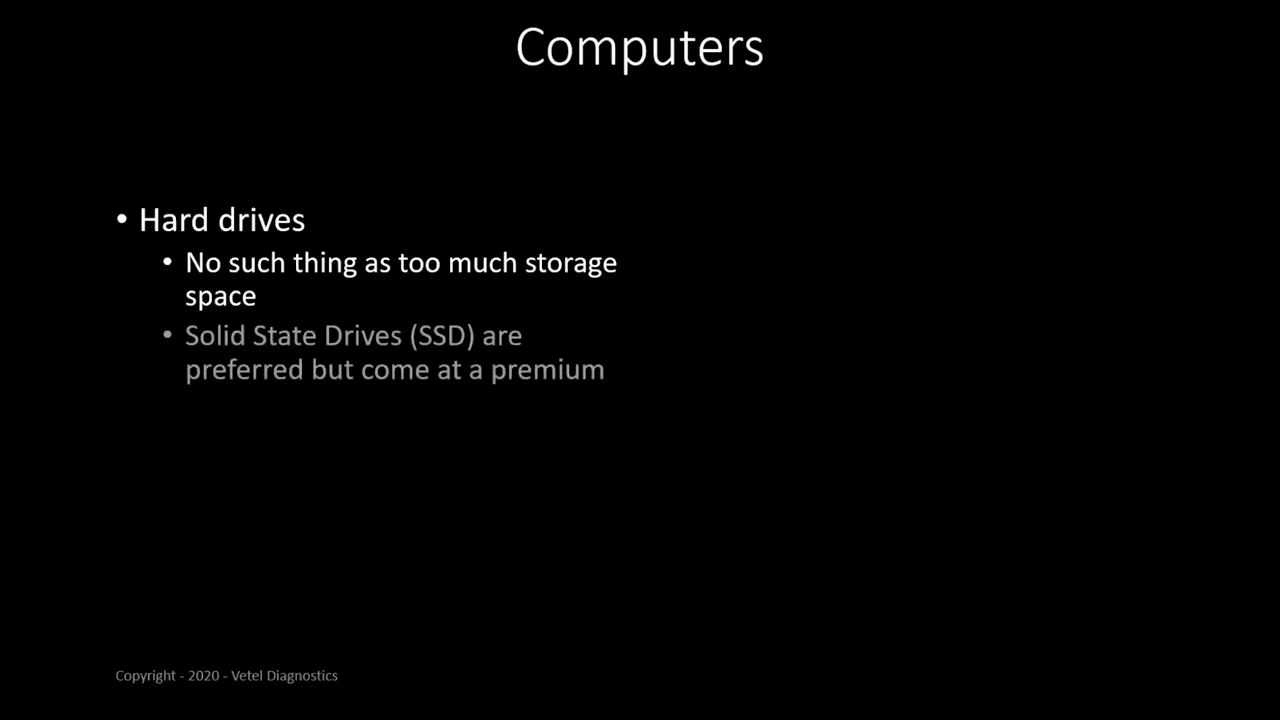 Computers
• Hard drives
• No such thing as too much storage
space
• Solid State Drives (SSD) are
preferred but come at a premium
Copyright - 2020 - Vetel Diagnostics